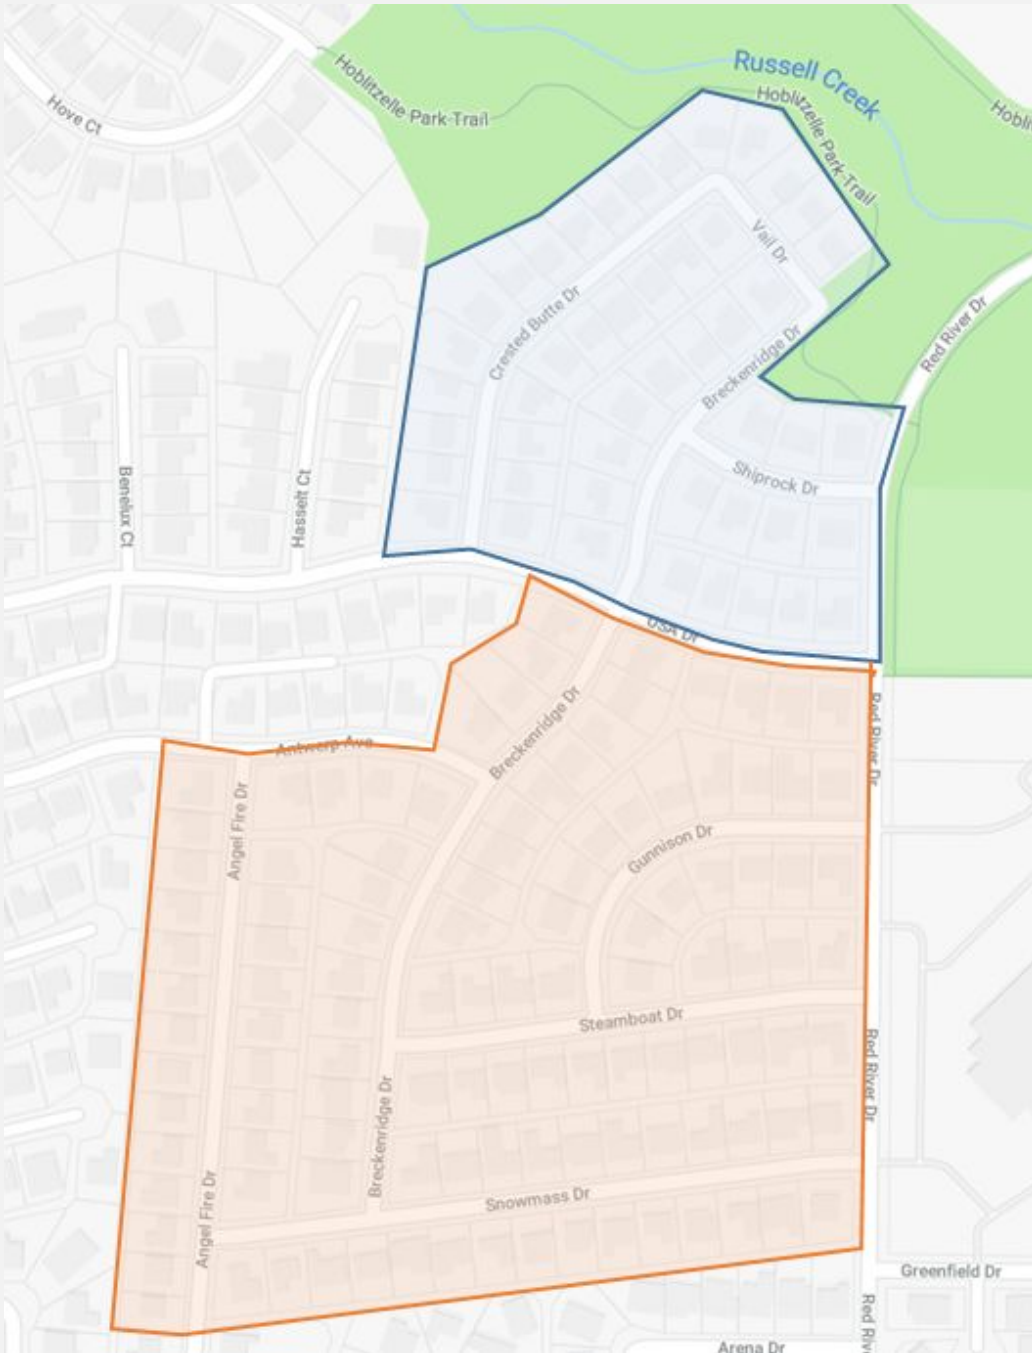 Russell Creek
Hoblitzelle Park Trail
Hoblitzelle Park Trail
Hobli
Hove Ct
Vail Dr
Crested Butte Dr
Red River Dr
Breckenridge Dr
Shiprock Dr
Benelux Ct
Hasselt Ct
USA Dr
Breckenridge Dr
Red River Dr
Antwerp Ave
Angel Fire Dr
Gunnison Dr
Steamboat Dr
Red River Dr
Breckenridge Dr
Snowmass Dr
Angel Fire Dr
Greenfield Dr
Red Riv
Arena Dr